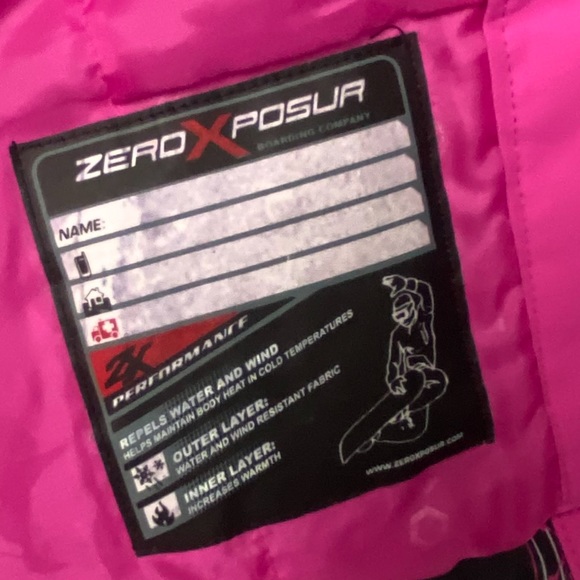 ZEROXPOSUR
BOARDING COMPANY
NAME:
2K
PERFORMANCE
REPELS WATER AND WIND
HELPS MAINTAIN BODY HEAT IN COLD TEMPERATURES
OUTER LAYER:
WATER AND WIND RESISTANT FABRIC
INNER LAYER:
INCREASES WARMTH
WWW.ZEROXPOSUR.COM